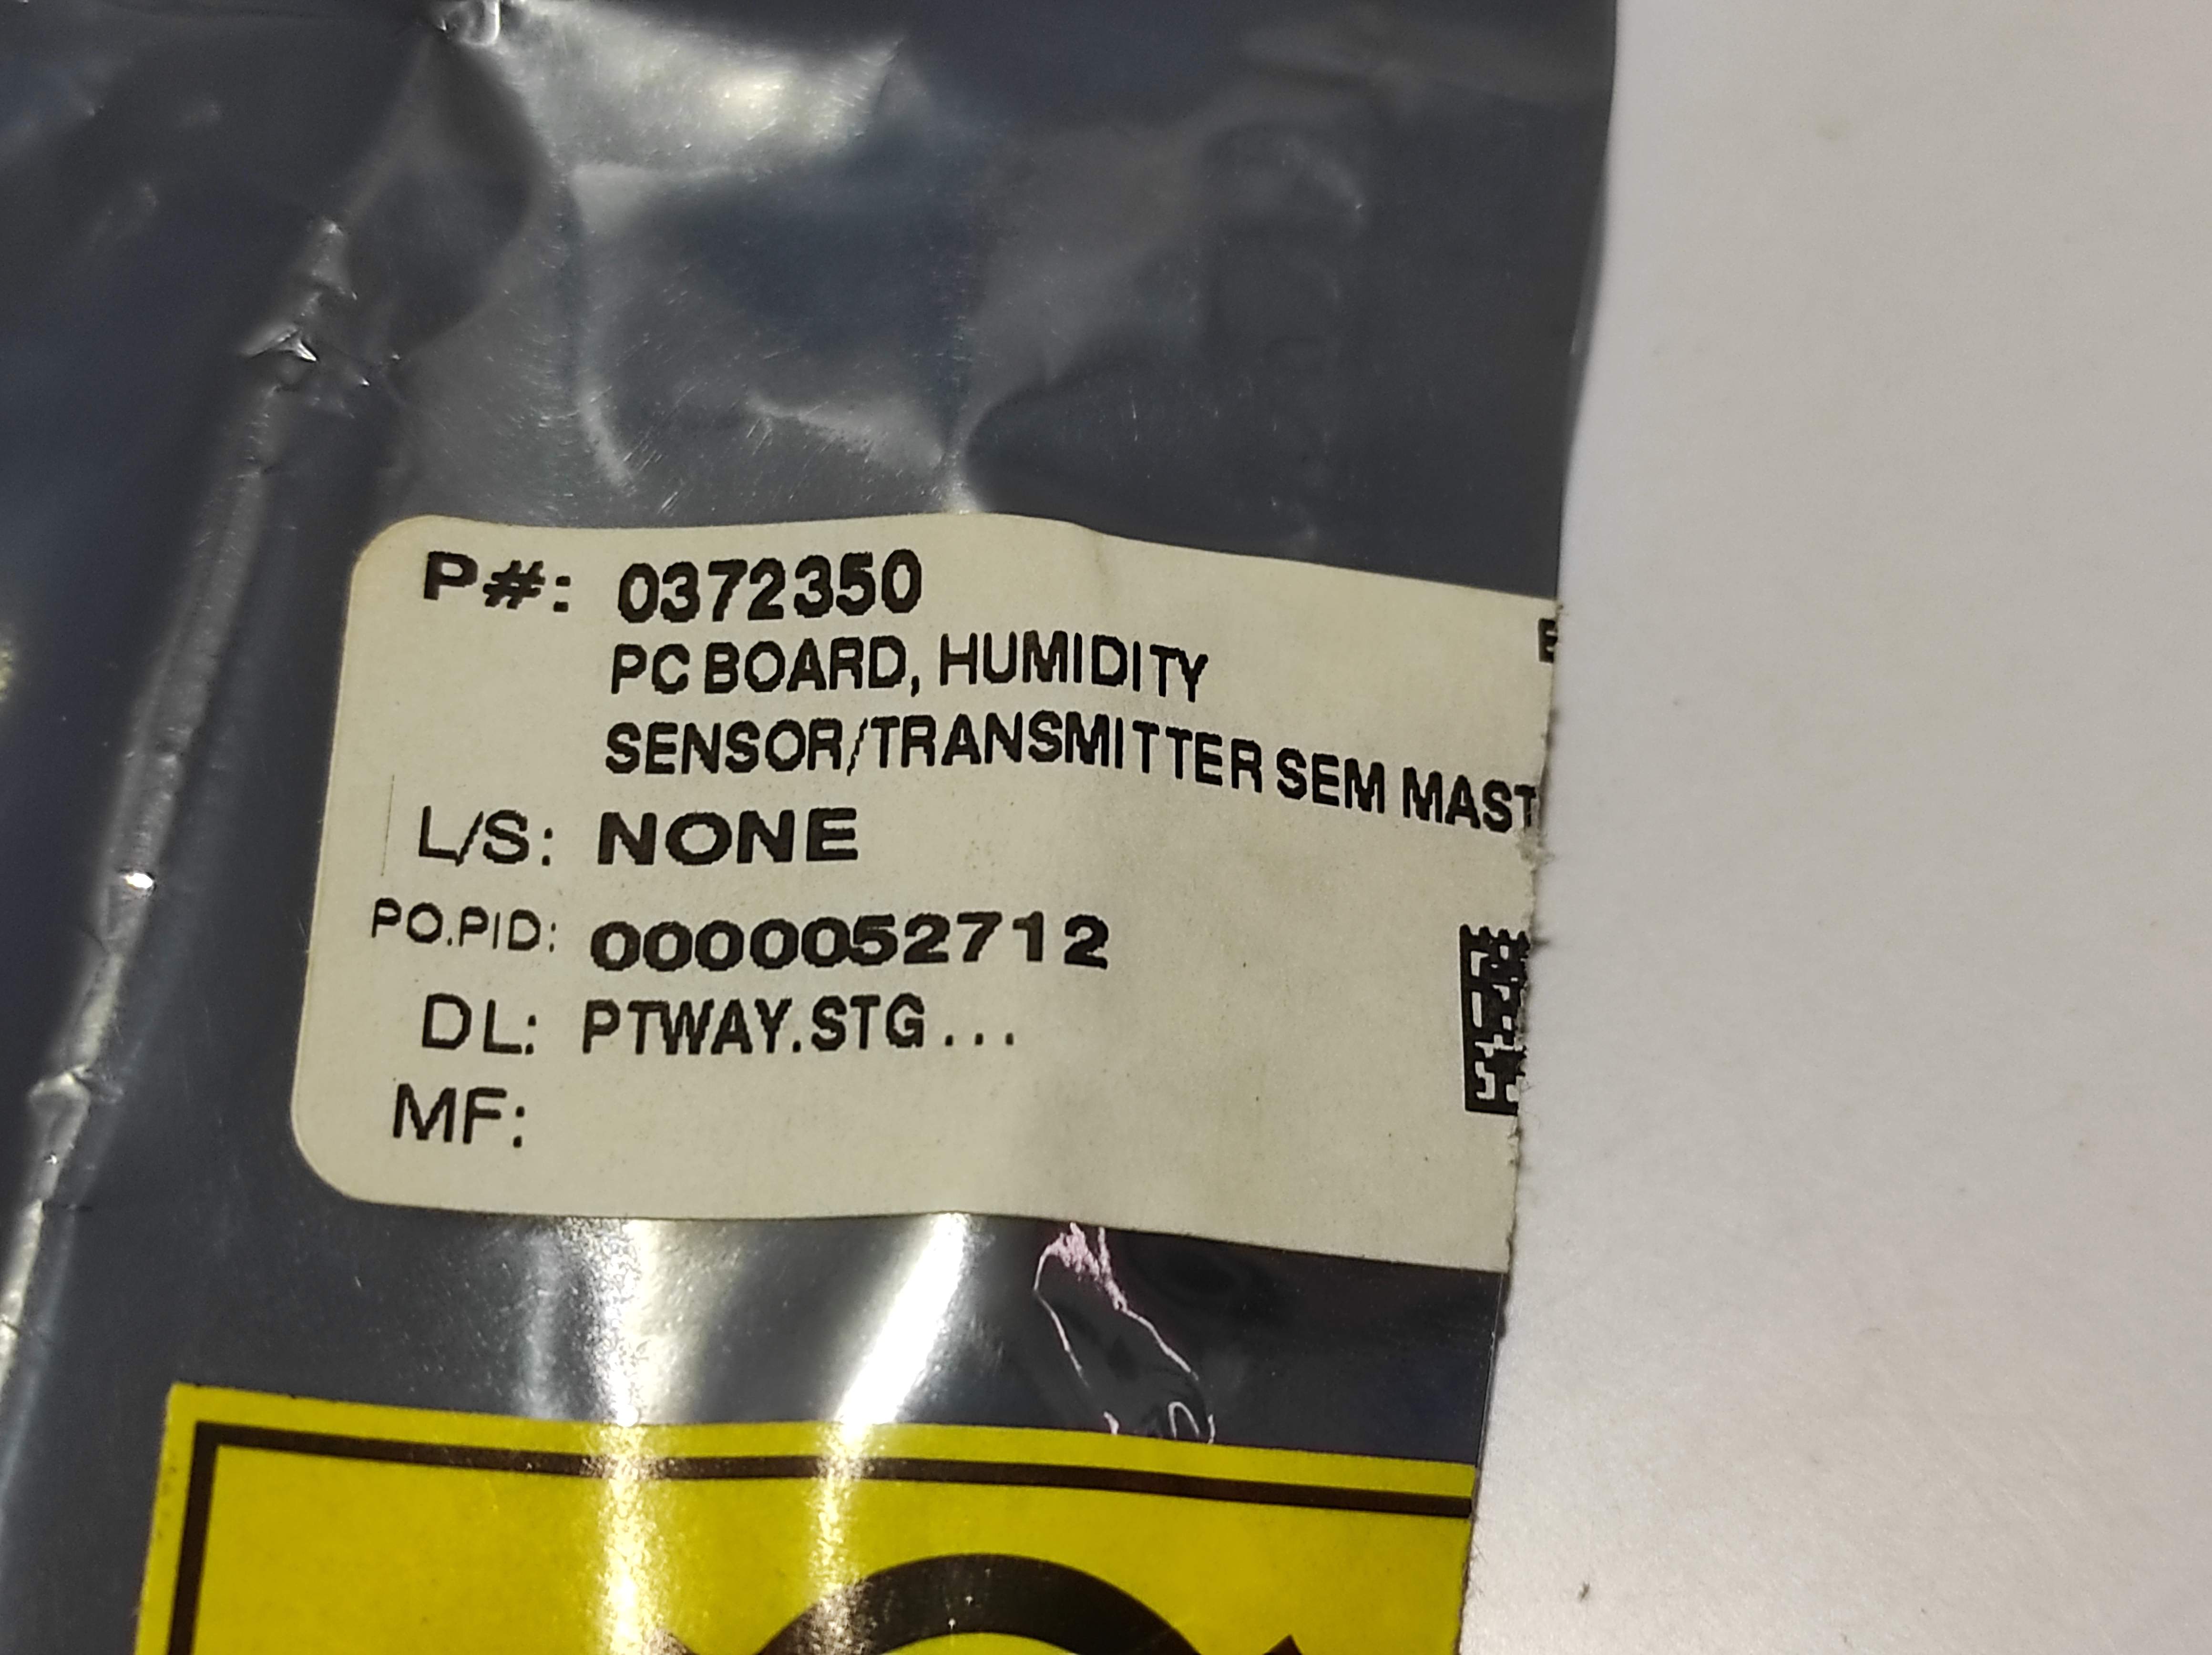 P#: 0372350
PC BOARD, HUMIDITY
SENSOR/TRANSMITTER SEM MAST
L/S: NONE
PO.PID: 0000052712
DL: PTWAY.STG...
MF: